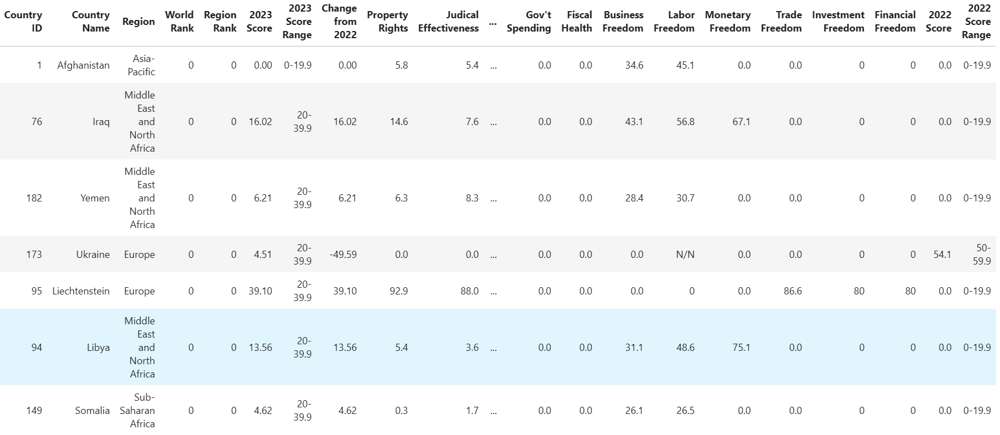 Country ID	Country Name	Region	World Rank	Region Rank	2023 Score	2023 Score Range	Change from 2022	Property Rights	Judical Effectiveness	...	Gov't Spending	Fiscal Health	Business Freedom	Labor Freedom	Monetary Freedom	Trade Freedom	Investment Freedom	Financial Freedom	2022 Score	2022 Score Range
1	Afghanistan	Asia-Pacific	0	0	0.00	0-19.9	0.00	5.8	5.4	...	0.0	0.0	34.6	45.1	0.0	0.0	0	0	0.0	0-19.9
76	Iraq	Middle East and North Africa	0	0	16.02	20-39.9	16.02	14.6	7.6	...	0.0	0.0	43.1	56.8	67.1	0.0	0	0	0.0	0-19.9
182	Yemen	Middle East and North Africa	0	0	6.21	20-39.9	6.21	6.3	8.3	...	0.0	0.0	28.4	30.7	0.0	0.0	0	0	0.0	0-19.9
173	Ukraine	Europe	0	0	4.51	20-39.9	-49.59	0.0	0.0	...	0.0	0.0	0.0	N/N	0.0	0.0	0	0	54.1	50-59.9
95	Liechtenstein	Europe	0	0	39.10	20-39.9	39.10	92.9	88.0	...	0.0	0.0	0.0	0	0.0	86.6	80	80	0.0	0-19.9
94	Libya	Middle East and North Africa	0	0	13.56	20-39.9	13.56	5.4	3.6	...	0.0	0.0	31.1	48.6	75.1	0.0	0	0	0.0	0-19.9
149	Somalia	Sub-Saharan Africa	0	0	4.62	20-39.9	4.62	0.3	1.7	...	0.0	0.0	26.1	26.5	0.0	0.0	0	0	0.0	0-19.9